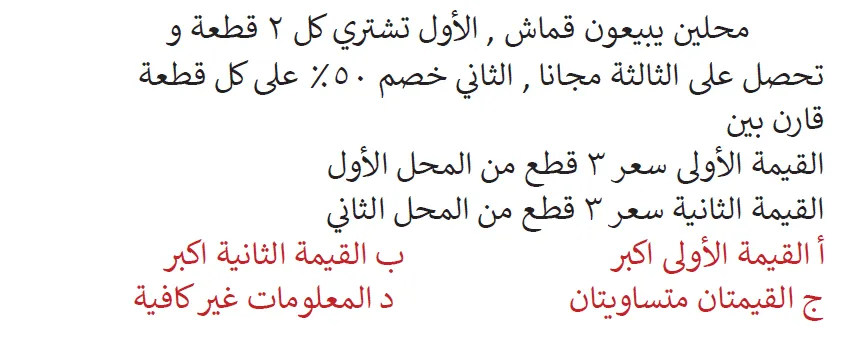 محلين يبيعون قماش , الأول تشتري كل ٢ قطعة و
تحصل على الثالثة مجانا , الثاني خصم ٥٠٪ على كل قطعة
قارن بين
القيمة الأولى سعر ٣ قطع من المحل الأول
القيمة الثانية سعر ٣ قطع من المحل الثاني
أ القيمة الأولى اكبر ب القيمة الثانية اكبر
ج القيمتان متساويتان د المعلومات غير كافية